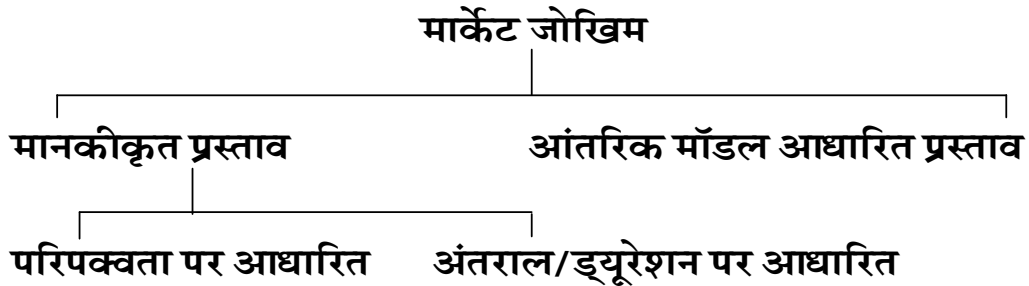 मार्केट जोखिम
मानकीकृत प्रस्ताव आंतरिक मॉडल आधारित प्रस्ताव
परिपक्वता पर आधारित अंतराल/ड्यूरेशन पर आधारित